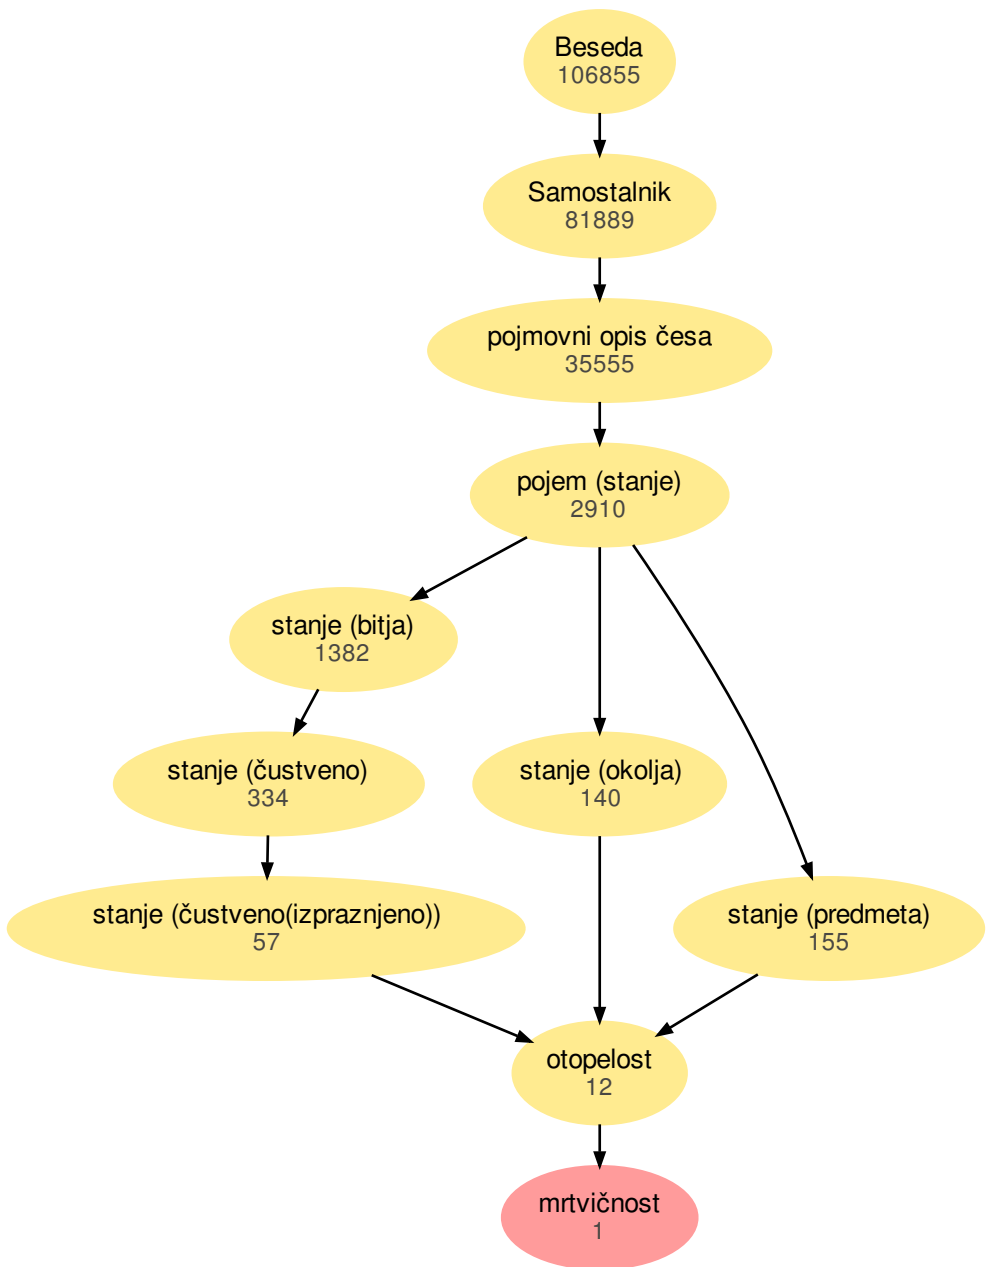 Beseda
106855
Samostalnik
81889
pojmovni opis česa
35555
pojem (stanje)
2910
stanje (bitja)
1382
stanje (čustveno)
334
stanje (okolja)
140
stanje (čustveno(izpraznjeno))
57
stanje (predmeta)
155
otopelost
12
mrtvičnost
1